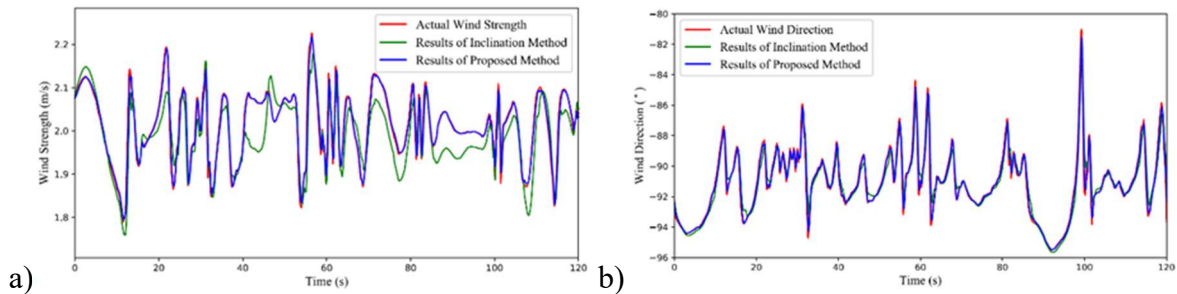 Actual Wind Strength
Results of Inclination Method
Results of Proposed Method
2.2
2.1
2.0
1.9
1.8
Wind Strength (m/s)
0 20 40 60 80 100 120
Time (s)
a)
Actual Wind Direction
Results of Inclination Method
Results of Proposed Method
−80
−82
−84
−86
−88
−90
−92
−94
−96
Wind Direction (°)
0 20 40 60 80 100 120
Time (s)
b)